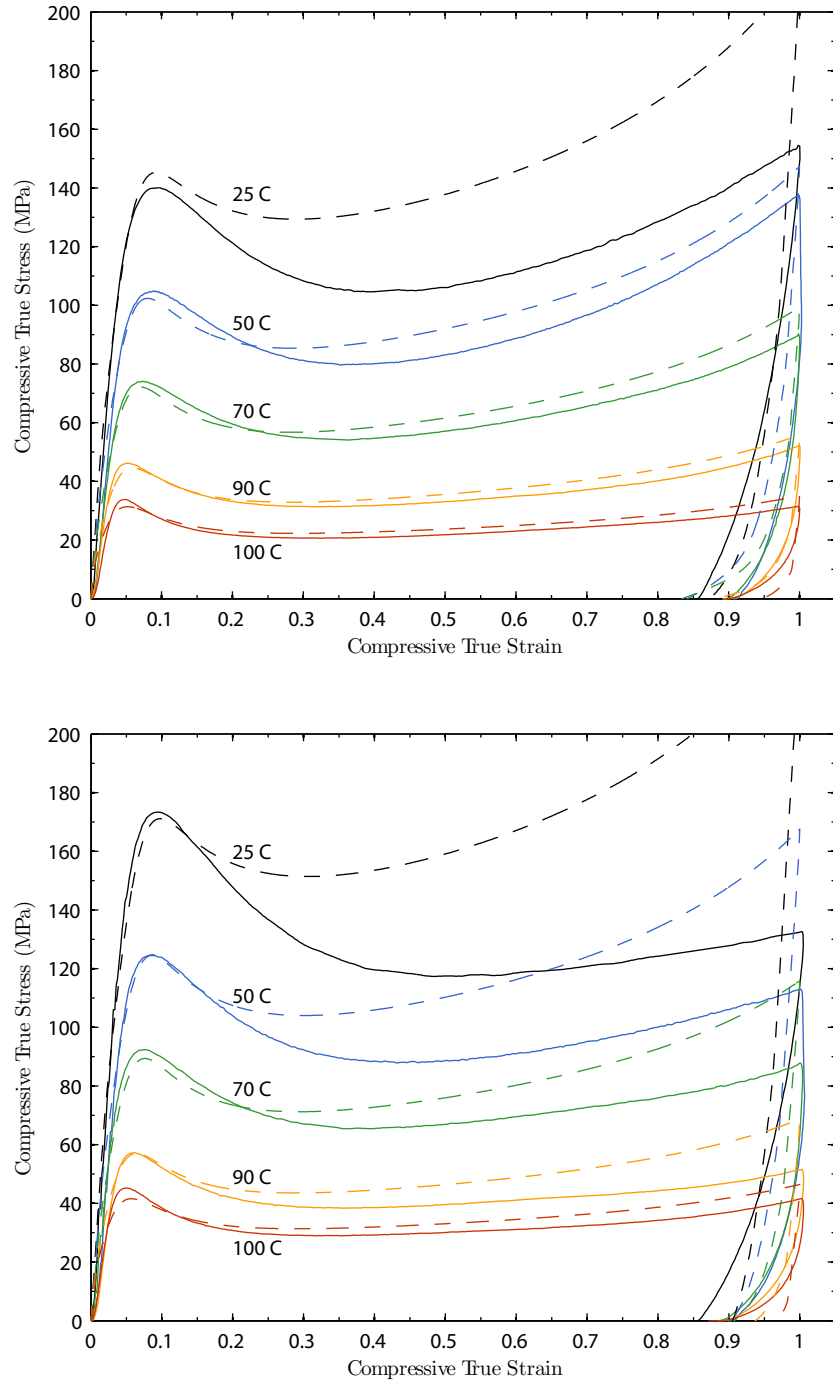 200
180
160
140
120
100
80
60
40
20
0
Compressive True Stress (MPa)
25 C
50 C
70 C
90 C
100 C
0 0.1 0.2 0.3 0.4 0.5 0.6 0.7 0.8 0.9 1
Compressive True Strain
200
180
160
140
120
100
80
60
40
20
0
Compressive True Stress (MPa)
25 C
50 C
70 C
90 C
100 C
0 0.1 0.2 0.3 0.4 0.5 0.6 0.7 0.8 0.9 1
Compressive True Strain